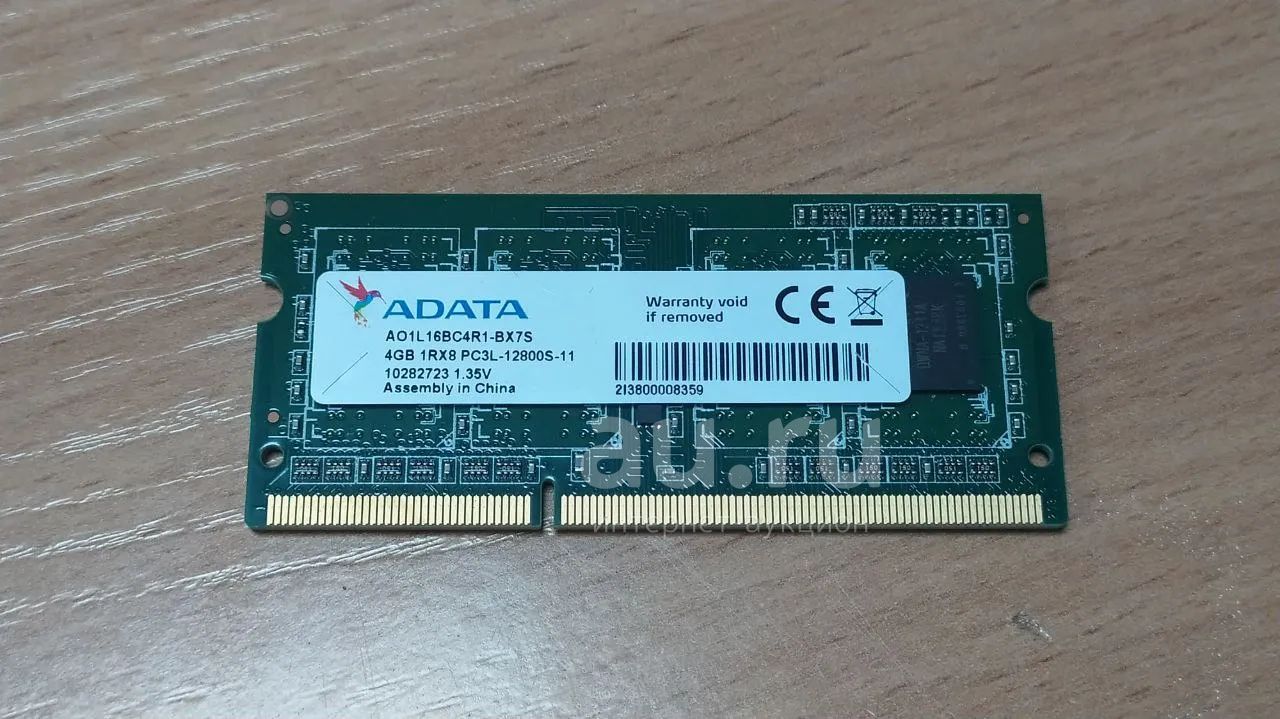 ADATA
AO1L16BC4R1-BX7S
4GB 1RX8 PC3L-12800S-11
10282723 1.35V
Assembly in China
Warranty void
if removed
CE
2I3800008359
au.ru
интернет-аукцион